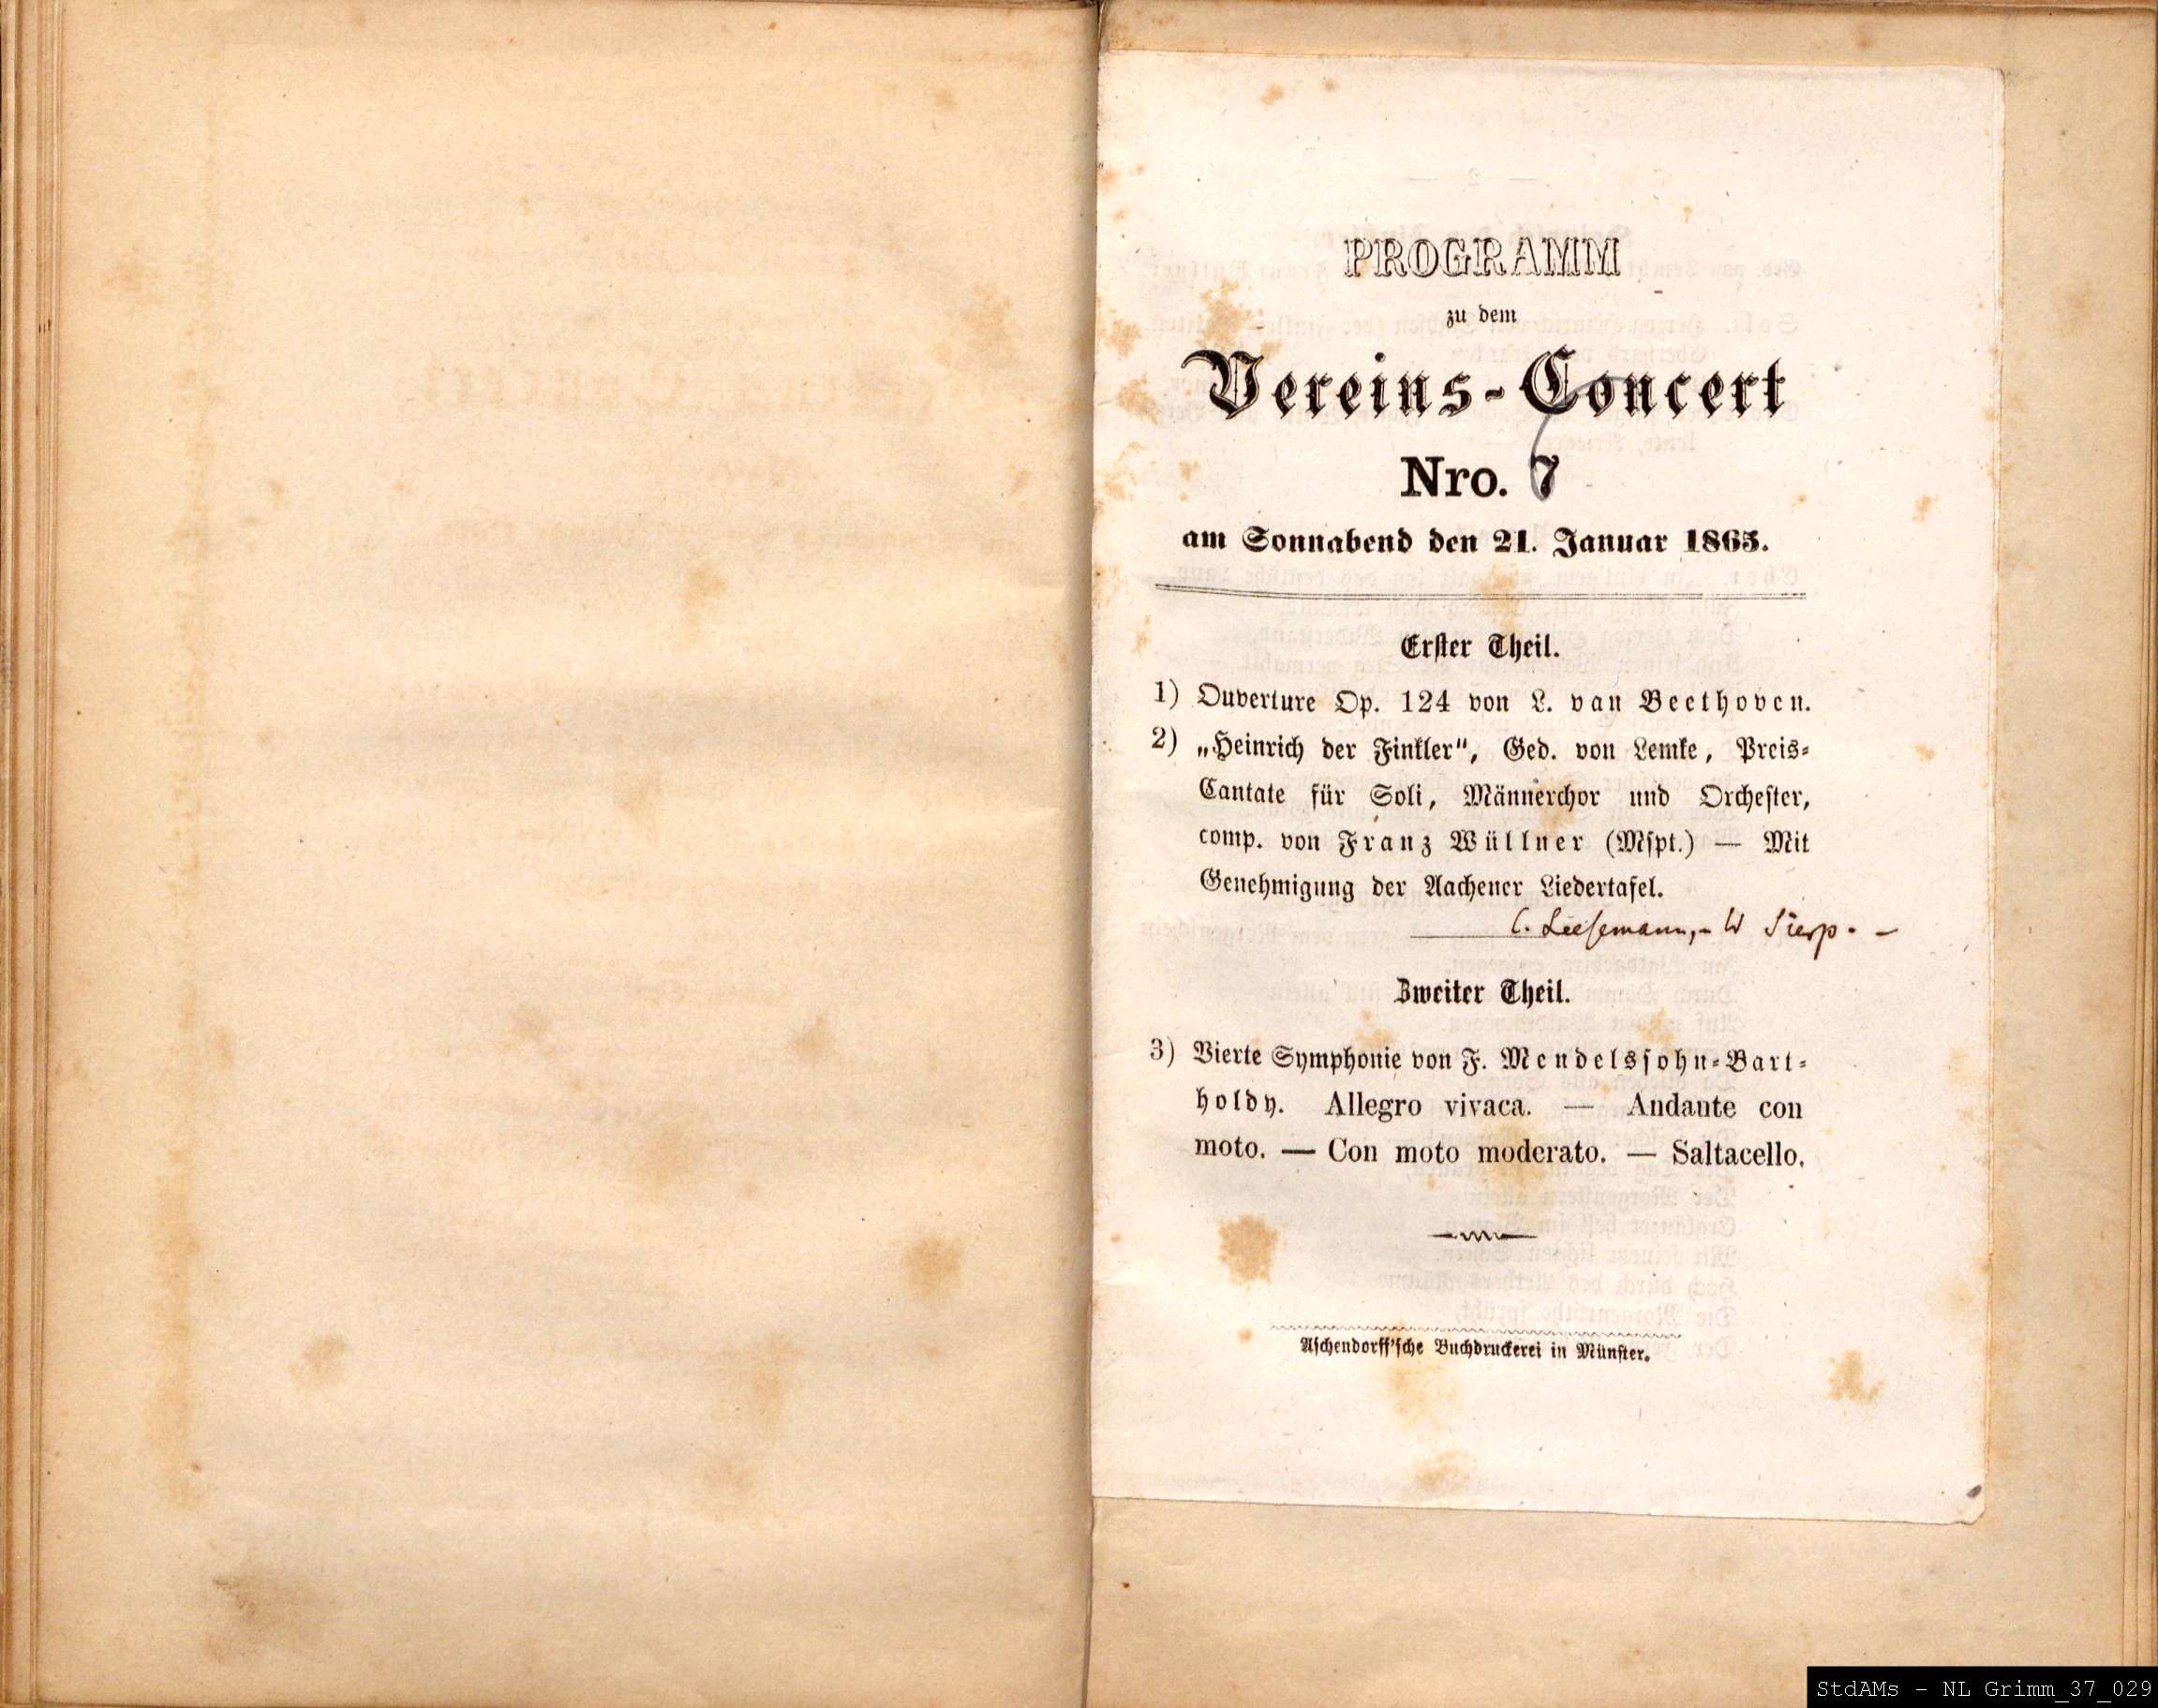 PROGRAMM
zu dem
Vereins-Concert
Nro. 7
am Sonnabend den 21. Januar 1865.
Erster Theil.
1) Ouverture Op. 124 von L. van Beethoven.
2) „Heinrich der Finkler“, Ged. von Lemke, Preis-
Cantate für Soli, Männerchor und Orchester,
comp. von Franz Wüllner (Mspt.) — Mit
Genehmigung der Aachener Liedertafel.
C. Leesemann, - W Sierp. -
Zweiter Theil.
3) Vierte Symphonie von F. Mendelssohn-Bart-
holdy. Allegro vivaca. — Andante con
moto. — Con moto moderato. — Saltacello.
Aschendorff'sche Buchdruckerei in Münster.
StdAMs - NL Grimm_37_029